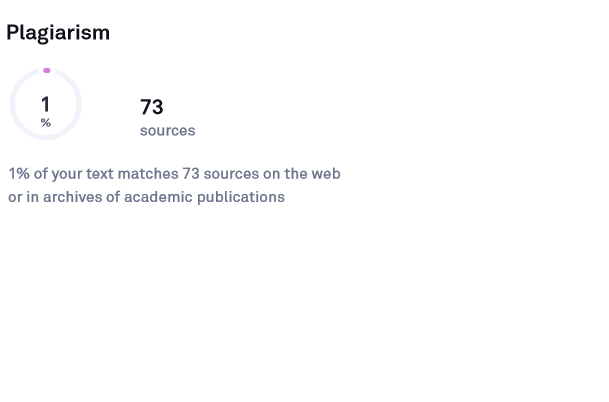 Plagiarism
1
%
73
sources
1% of your text matches 73 sources on the web
or in archives of academic publications